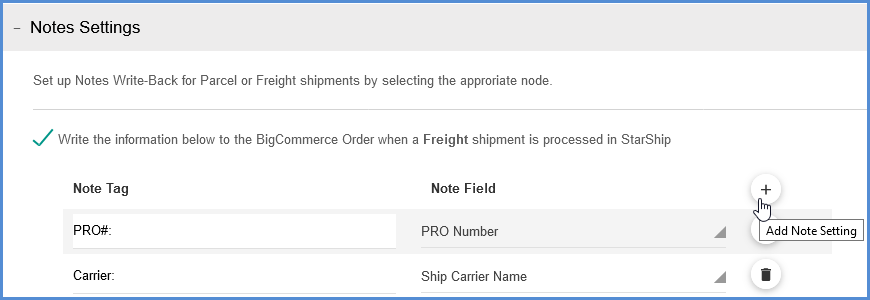 Notes Settings
Set up Notes Write-Back for Parcel or Freight shipments by selecting the approriate node.
Write the information below to the BigCommerce Order when a Freight shipment is processed in StarShip
Note Tag Note Field
PRO#: PRO Number
Add Note Setting
Carrier: Ship Carrier Name